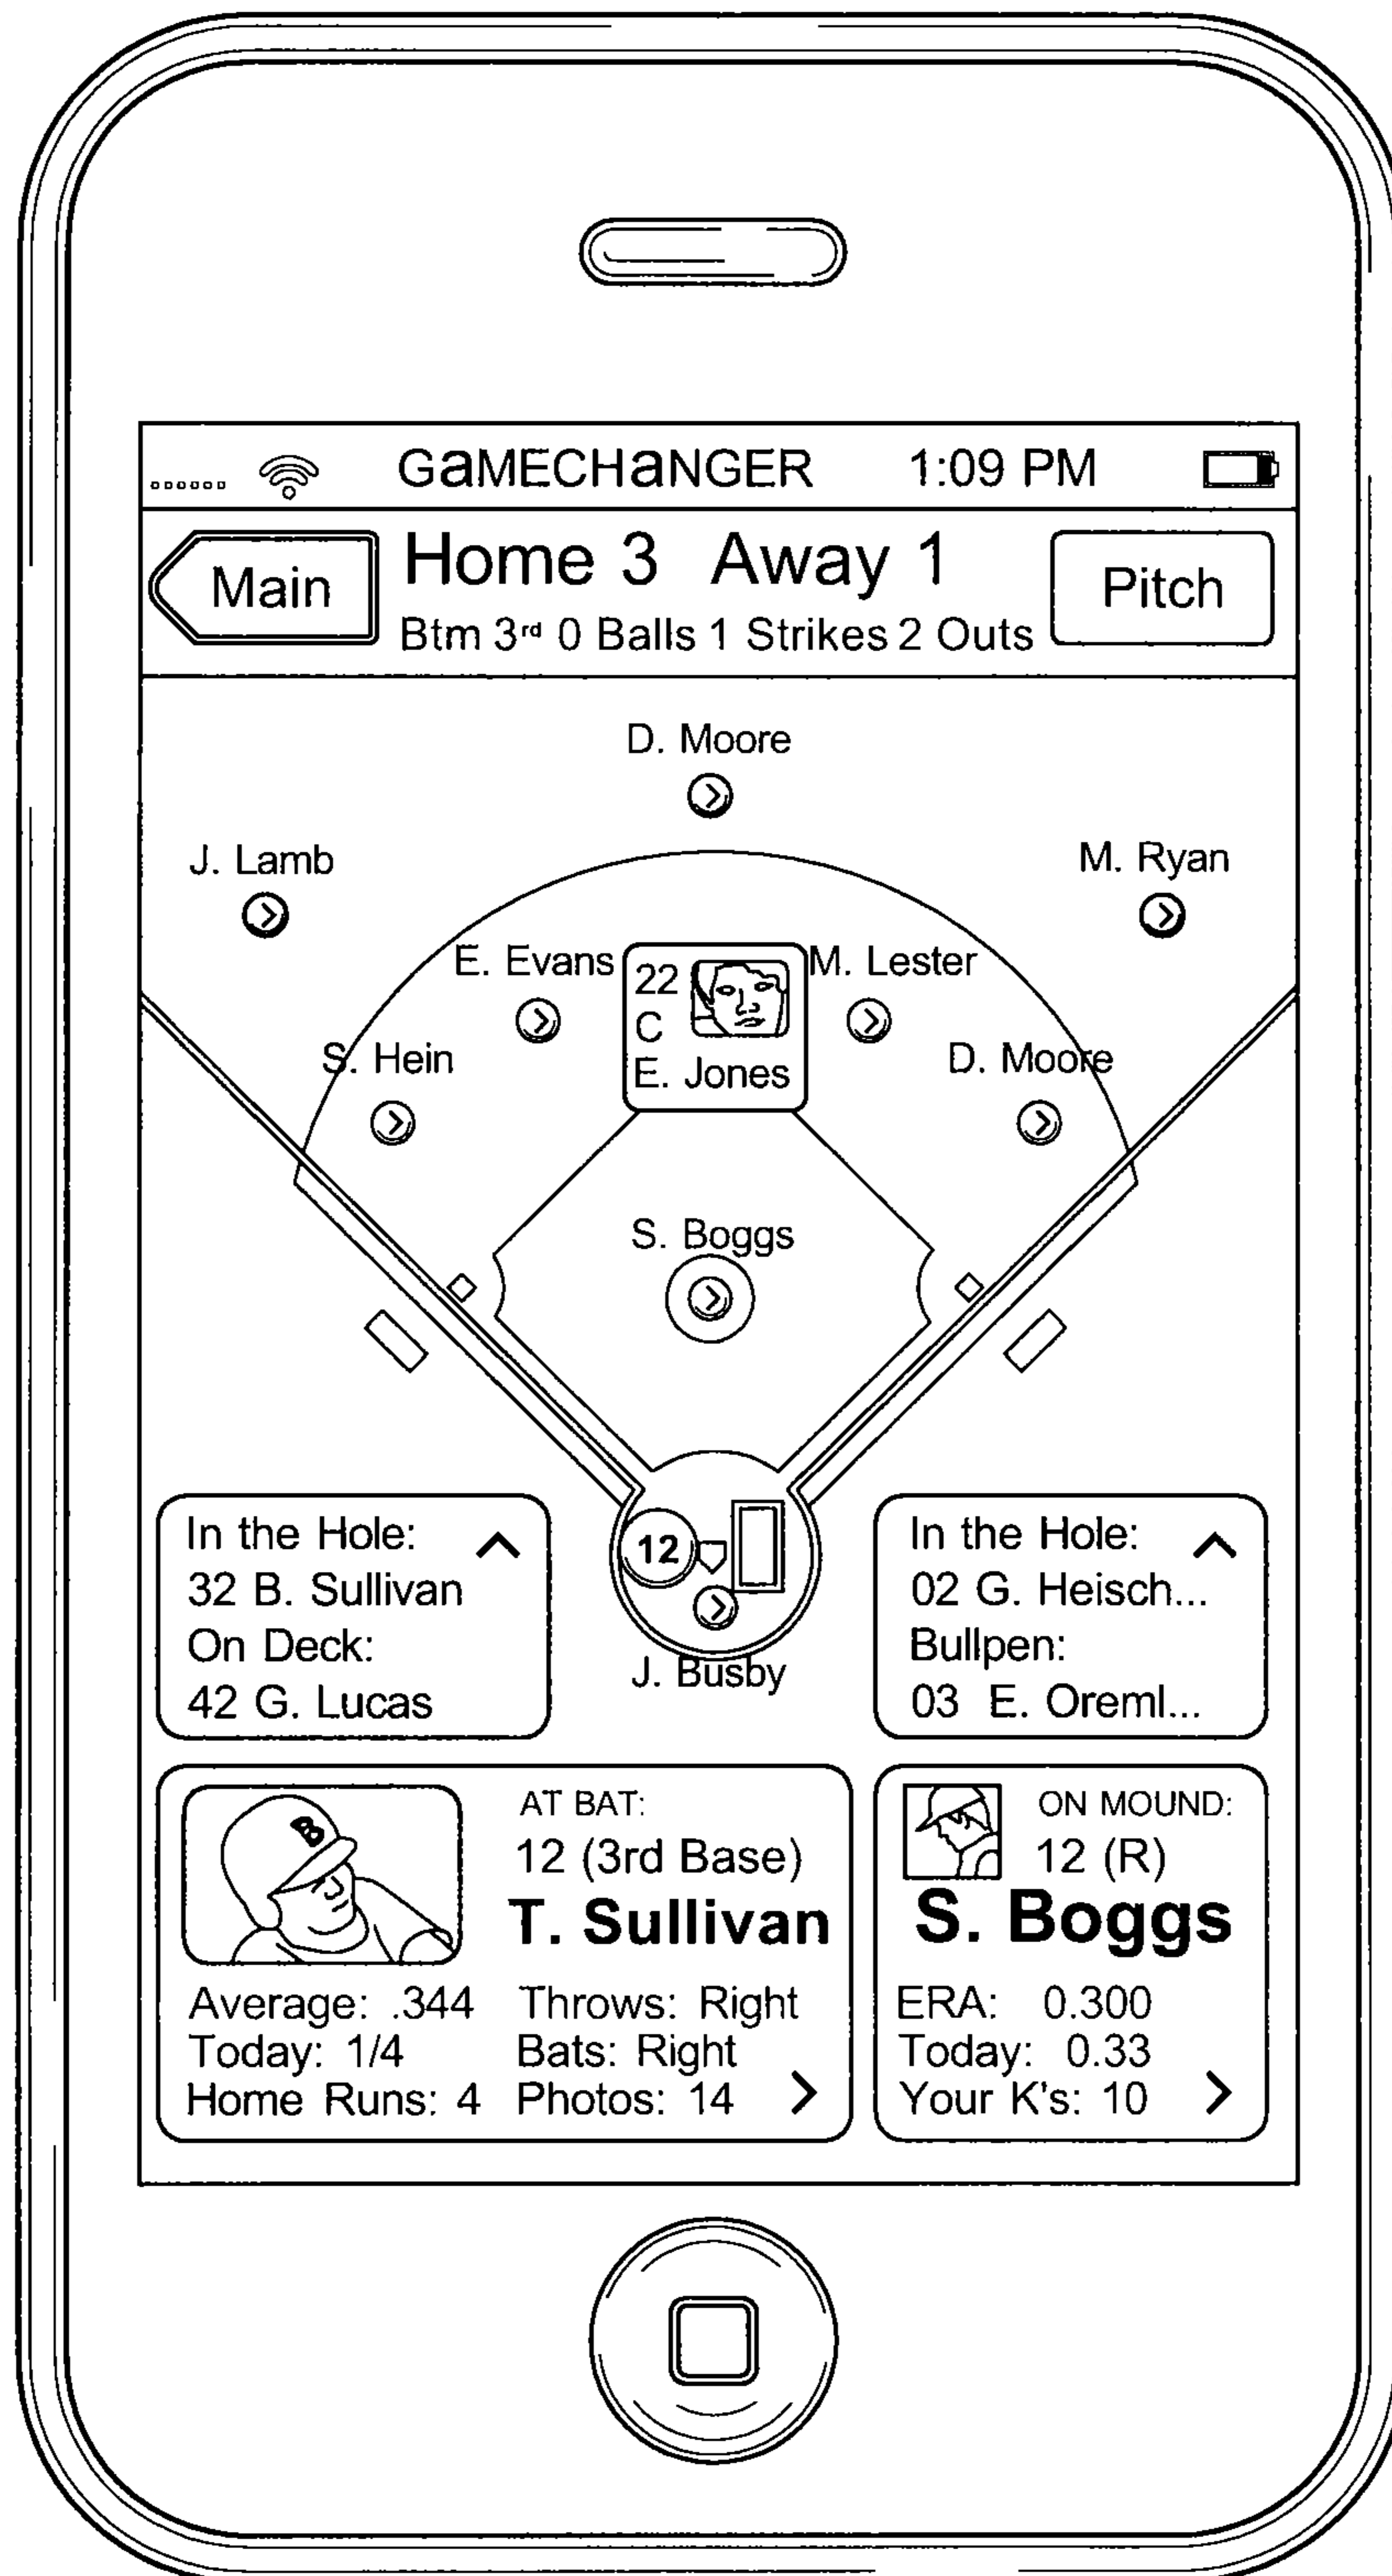 GaMECHaNGER 1:09 PM
Main
Home 3 Away 1
Pitch
Btm 3rd 0 Balls 1 Strikes 2 Outs
D. Moore
J. Lamb
M. Ryan
E. Evans
22
C
E. Jones
M. Lester
S. Hein
D. Moore
S. Boggs
12
J. Busby
In the Hole:
32 B. Sullivan
On Deck:
42 G. Lucas
In the Hole:
02 G. Heisch...
Bullpen:
03 E. Oreml...
B
AT BAT:
12 (3rd Base)
T. Sullivan
Average: .344 Throws: Right
Today: 1/4 Bats: Right
Home Runs: 4 Photos: 14
ON MOUND:
12 (R)
S. Boggs
ERA: 0.300
Today: 0.33
Your K's: 10